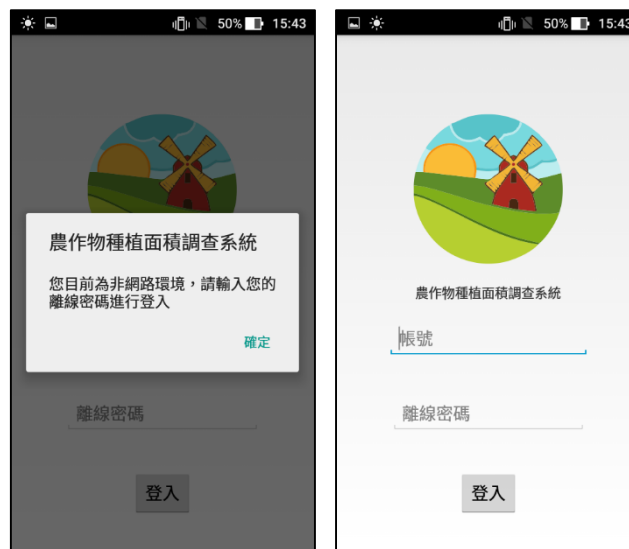 50% 15:43
農作物種植面積調查系統
您目前為非網路環境，請輸入您的
離線密碼進行登入
確定
離線密碼
登入
50% 15:43
農作物種植面積調查系統
帳號
離線密碼
登入